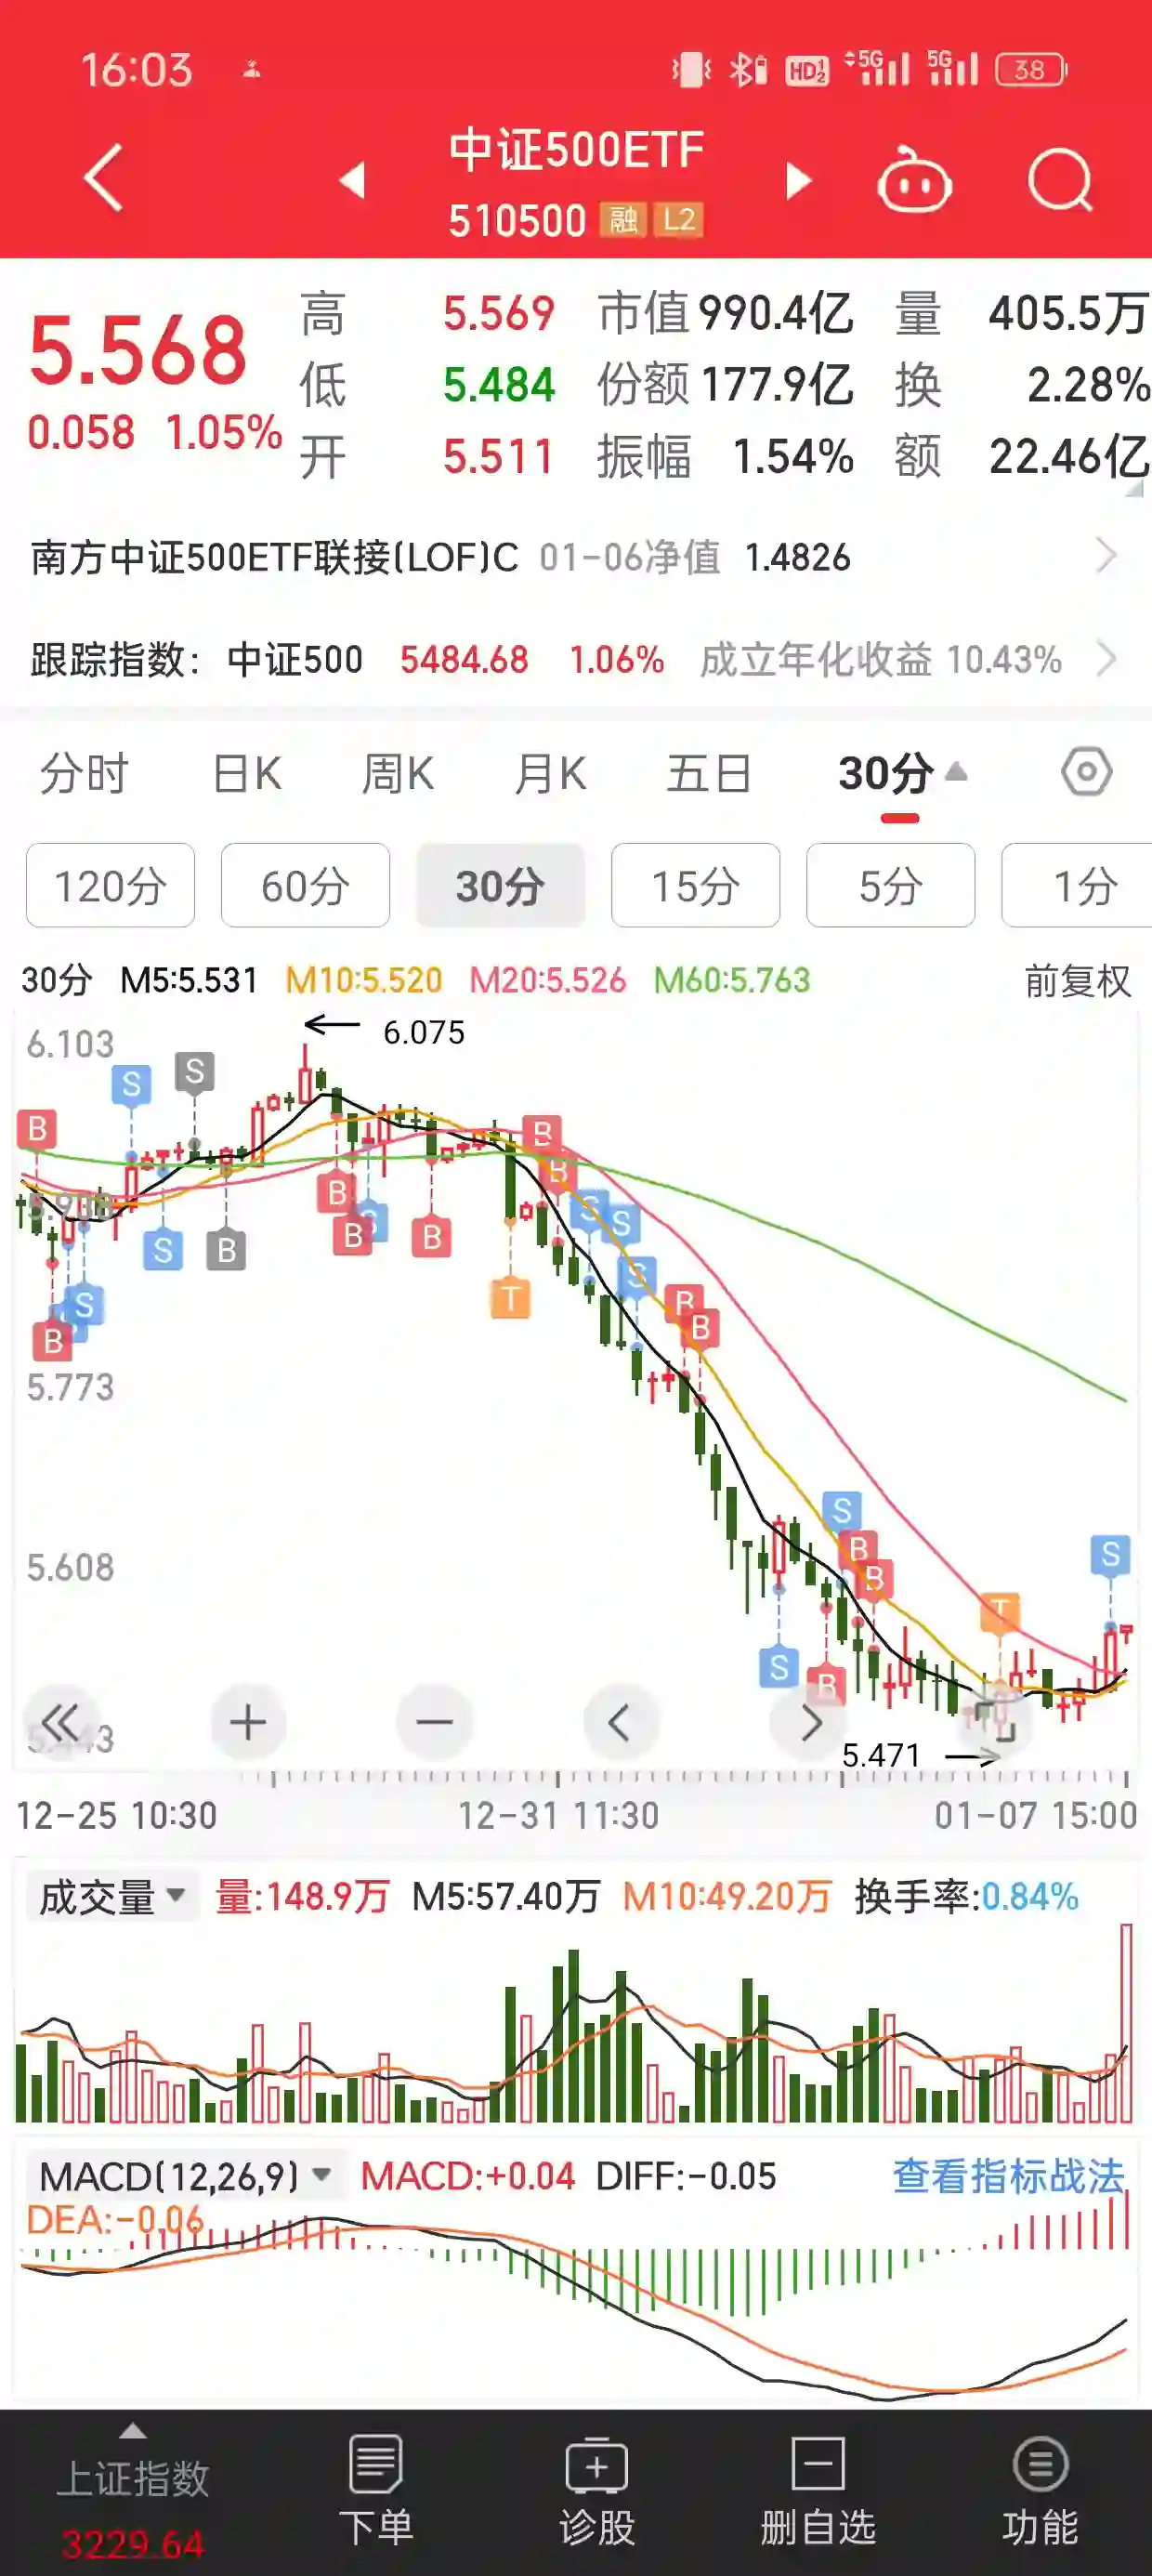 16:03 HD 1 2 5G 5G 38
中证500ETF
510500 融 L2
5.568
0.058 1.05%
高 5.569 市值 990.4亿 量 405.5万
低 5.484 份额 177.9亿 换 2.28%
开 5.511 振幅 1.54% 额 22.46亿
南方中证500ETF联接(LOF)C 01-06净值 1.4826
跟踪指数: 中证500 5484.68 1.06% 成立年化收益 10.43%
分时 日K 周K 月K 五日 30分
120分 60分 30分 15分 5分 1分
30分 M5:5.531 M10:5.520 M20:5.526 M60:5.763 前复权
6.103
6.075
S S
B B
B
5.938
B S
B B
S B
S S
S
S T
B
B
B
5.773
5.608
S S
B
B
T
S B
5.471
12-25 10:30 12-31 11:30 01-07 15:00
成交量 量:148.9万 M5:57.40万 M10:49.20万 换手率:0.84%
MACD(12,26,9) MACD:+0.04 DIFF:-0.05 查看指标战法
DEA:-0.06
上证指数 下单 诊股 删自选 功能
3229.64